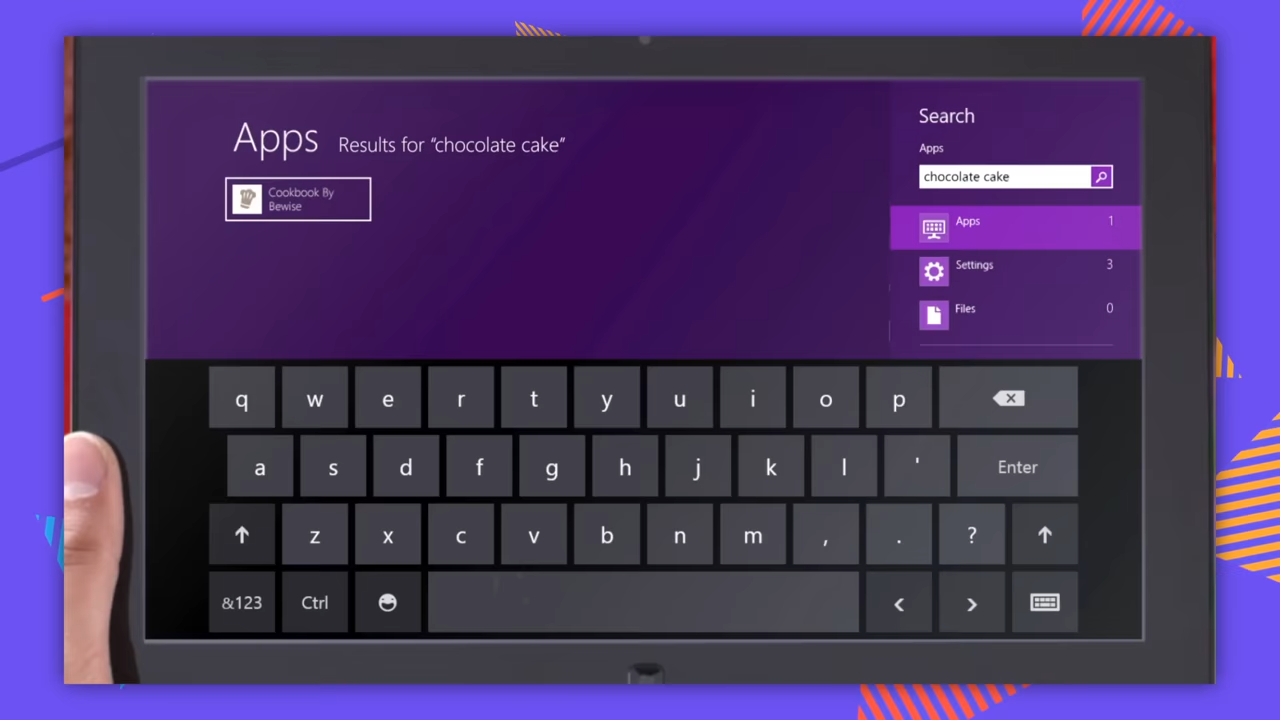 Apps Results for “chocolate cake”
Cookbook By
Bewise
Search
Apps
chocolate cake
Apps 1
Settings 3
Files 0
q w e r t y u i o p
a s d f g h j k l ' Enter
z x c v b n m , . ?
&123 Ctrl < >